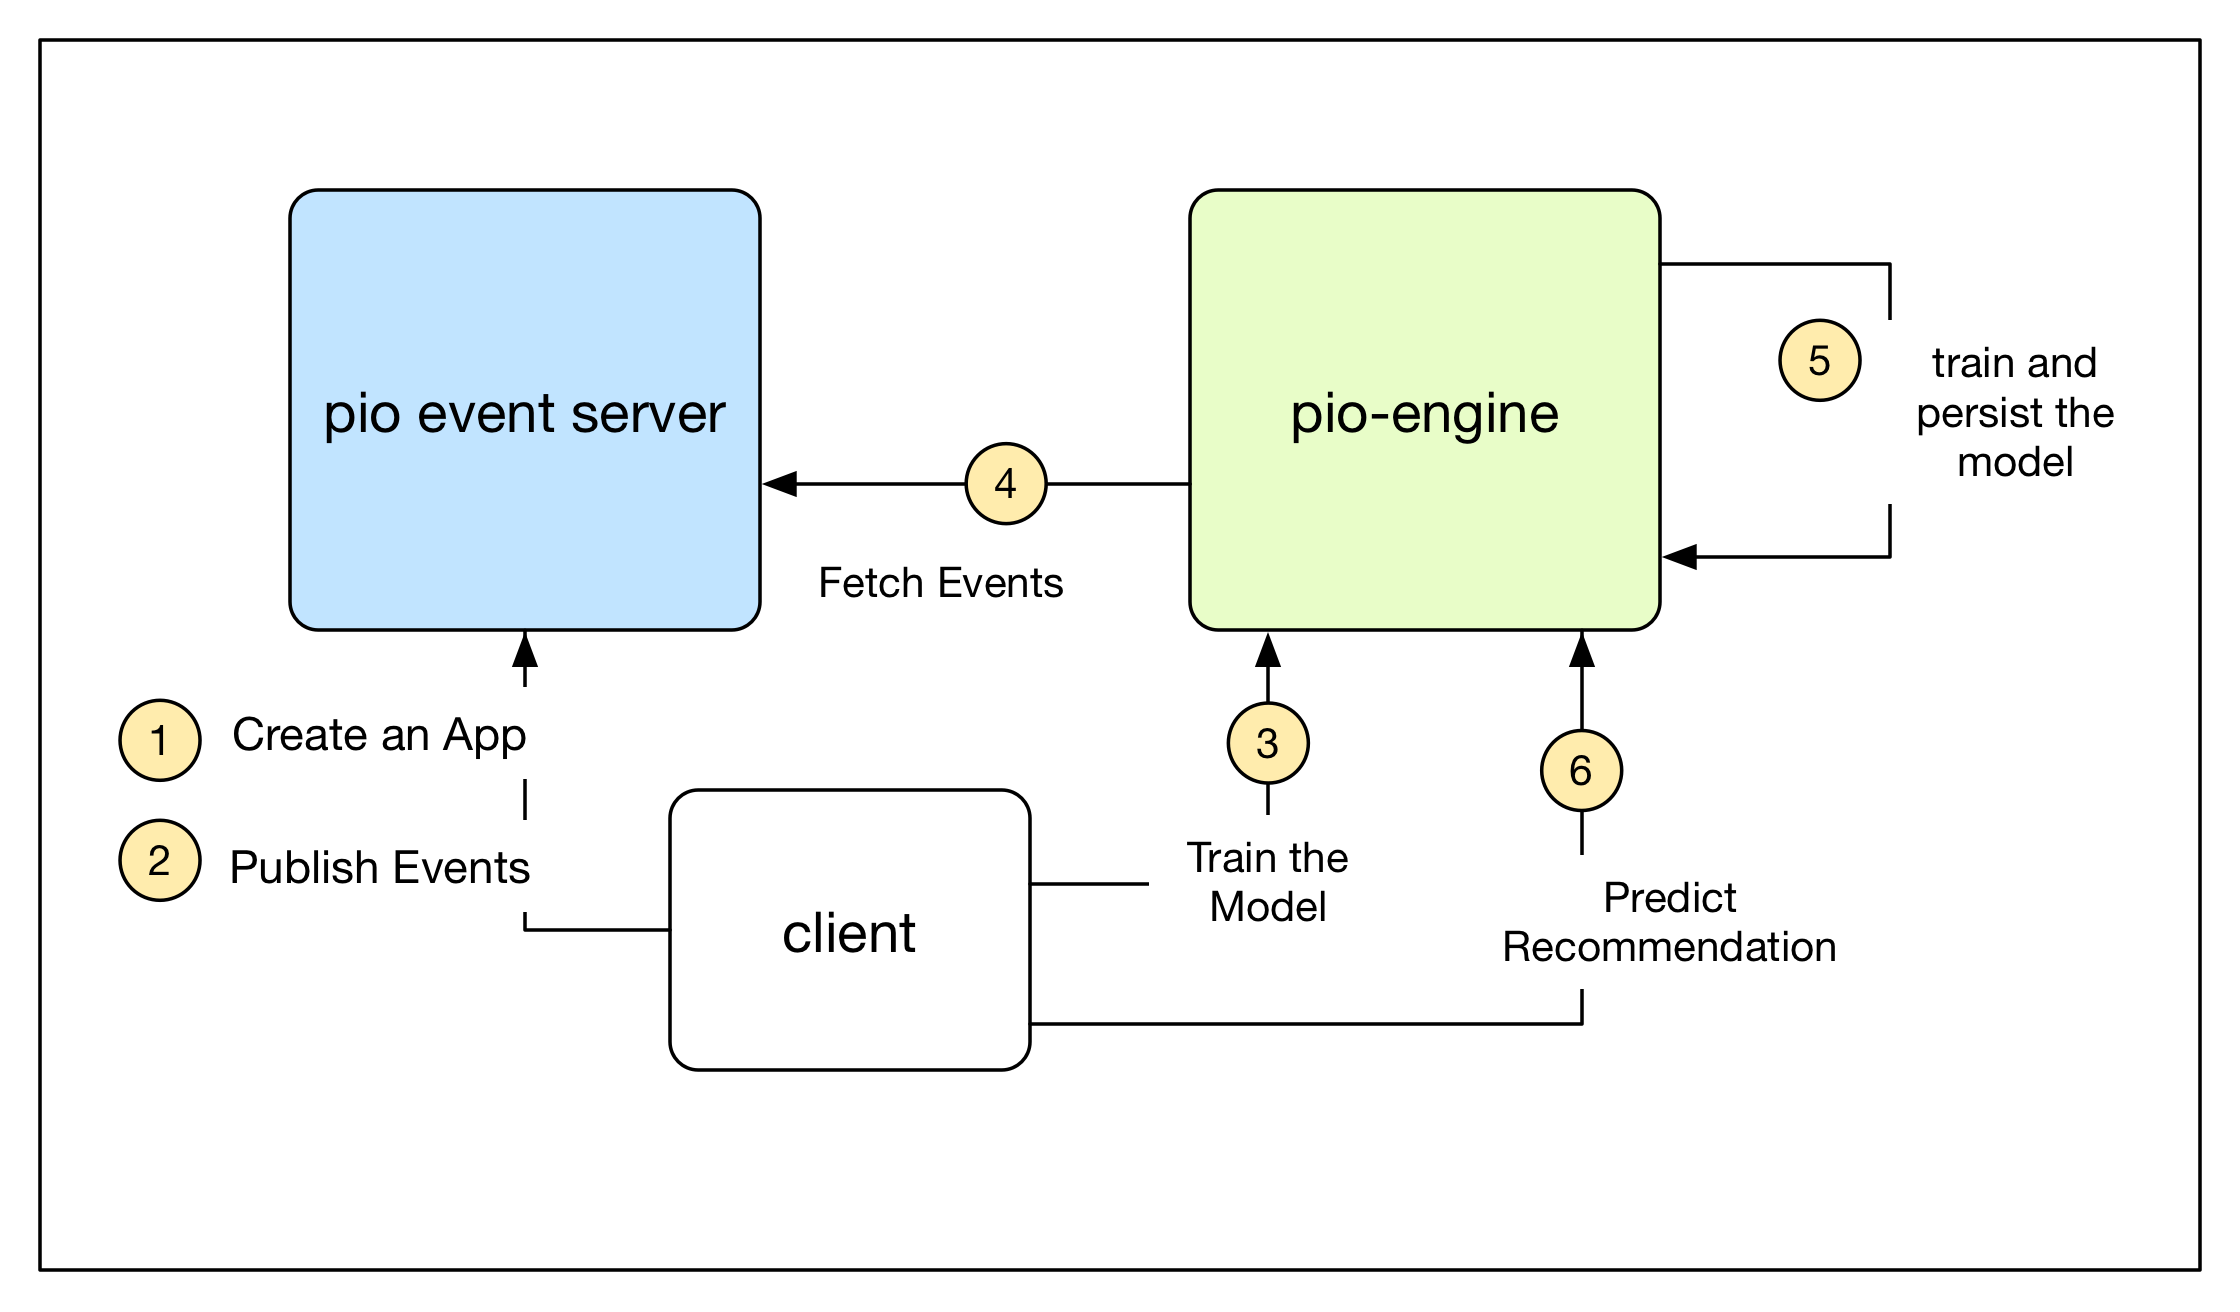 pio event server
pio-engine
5
train and
persist the
model
4
Fetch Events
1
Create an App
3
6
2
Publish Events
Train the
Model
client
Predict
Recommendation